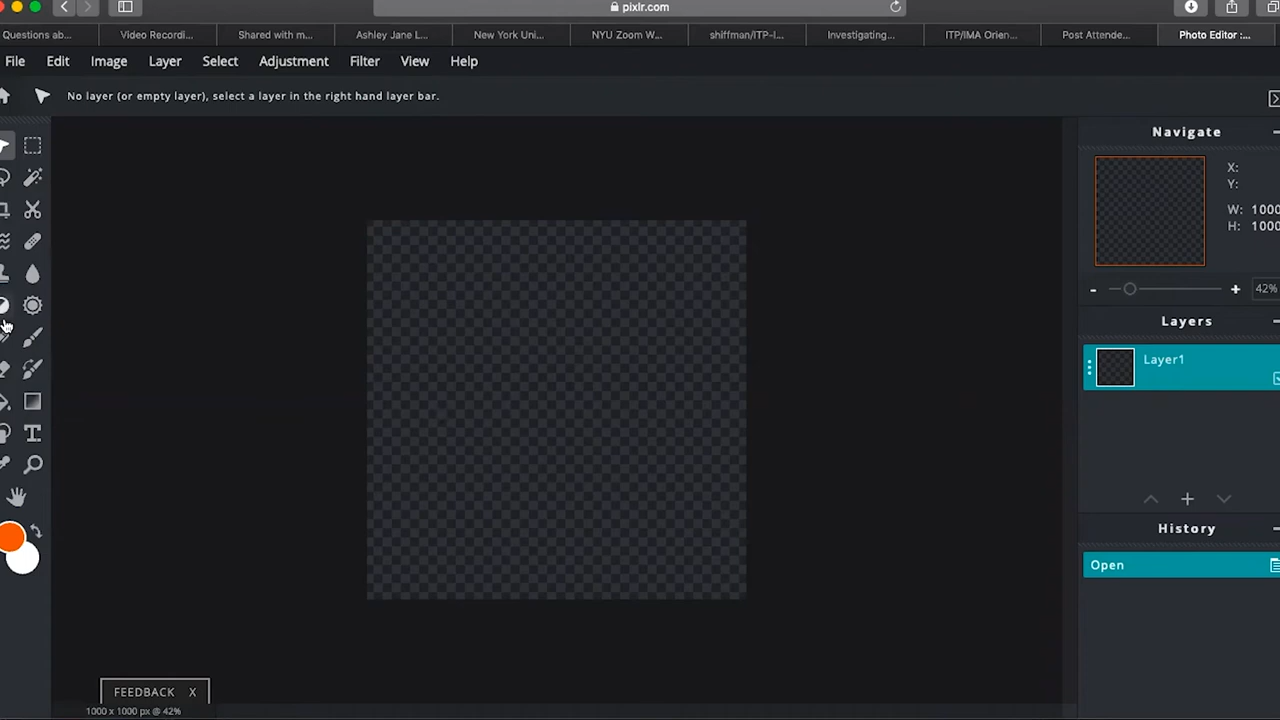 pixlr.com
Questions ab...
Video Recordi...
Shared with m...
Ashley Jane L...
New York Uni...
NYU Zoom W...
shiffman/ITP-I...
Investigating...
ITP/IMA Orien...
Post Attende...
Photo Editor :...
File Edit Image Layer Select Adjustment Filter View Help
No layer (or empty layer), select a layer in the right hand layer bar.
Navigate
X:
Y:
W: 1000
H: 1000
- + 42%
Layers
Layer1
History
Open
FEEDBACK X
1000 x 1000 px @ 42%